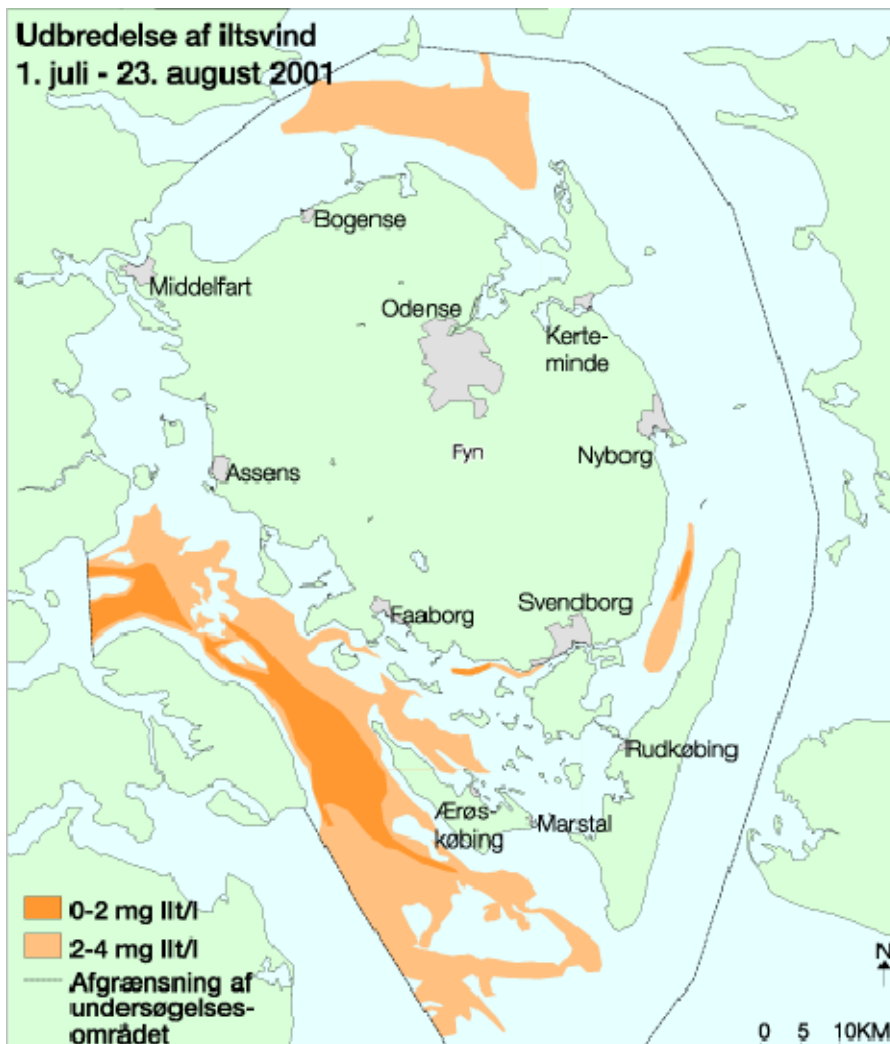 Udbredelse af iltsvind
1. juli - 23. august 2001
Bogense
Middelfart
Odense
Kerte-
minde
Nyborg
Fyn
Assens
Faaborg
Svendborg
Rudkøbing
Ærøs-
købing
Marstal
0-2 mg Ilt/l
2-4 mg Ilt/l
Afgrænsning af
undersøgelses-
området
N
0 5 10KM